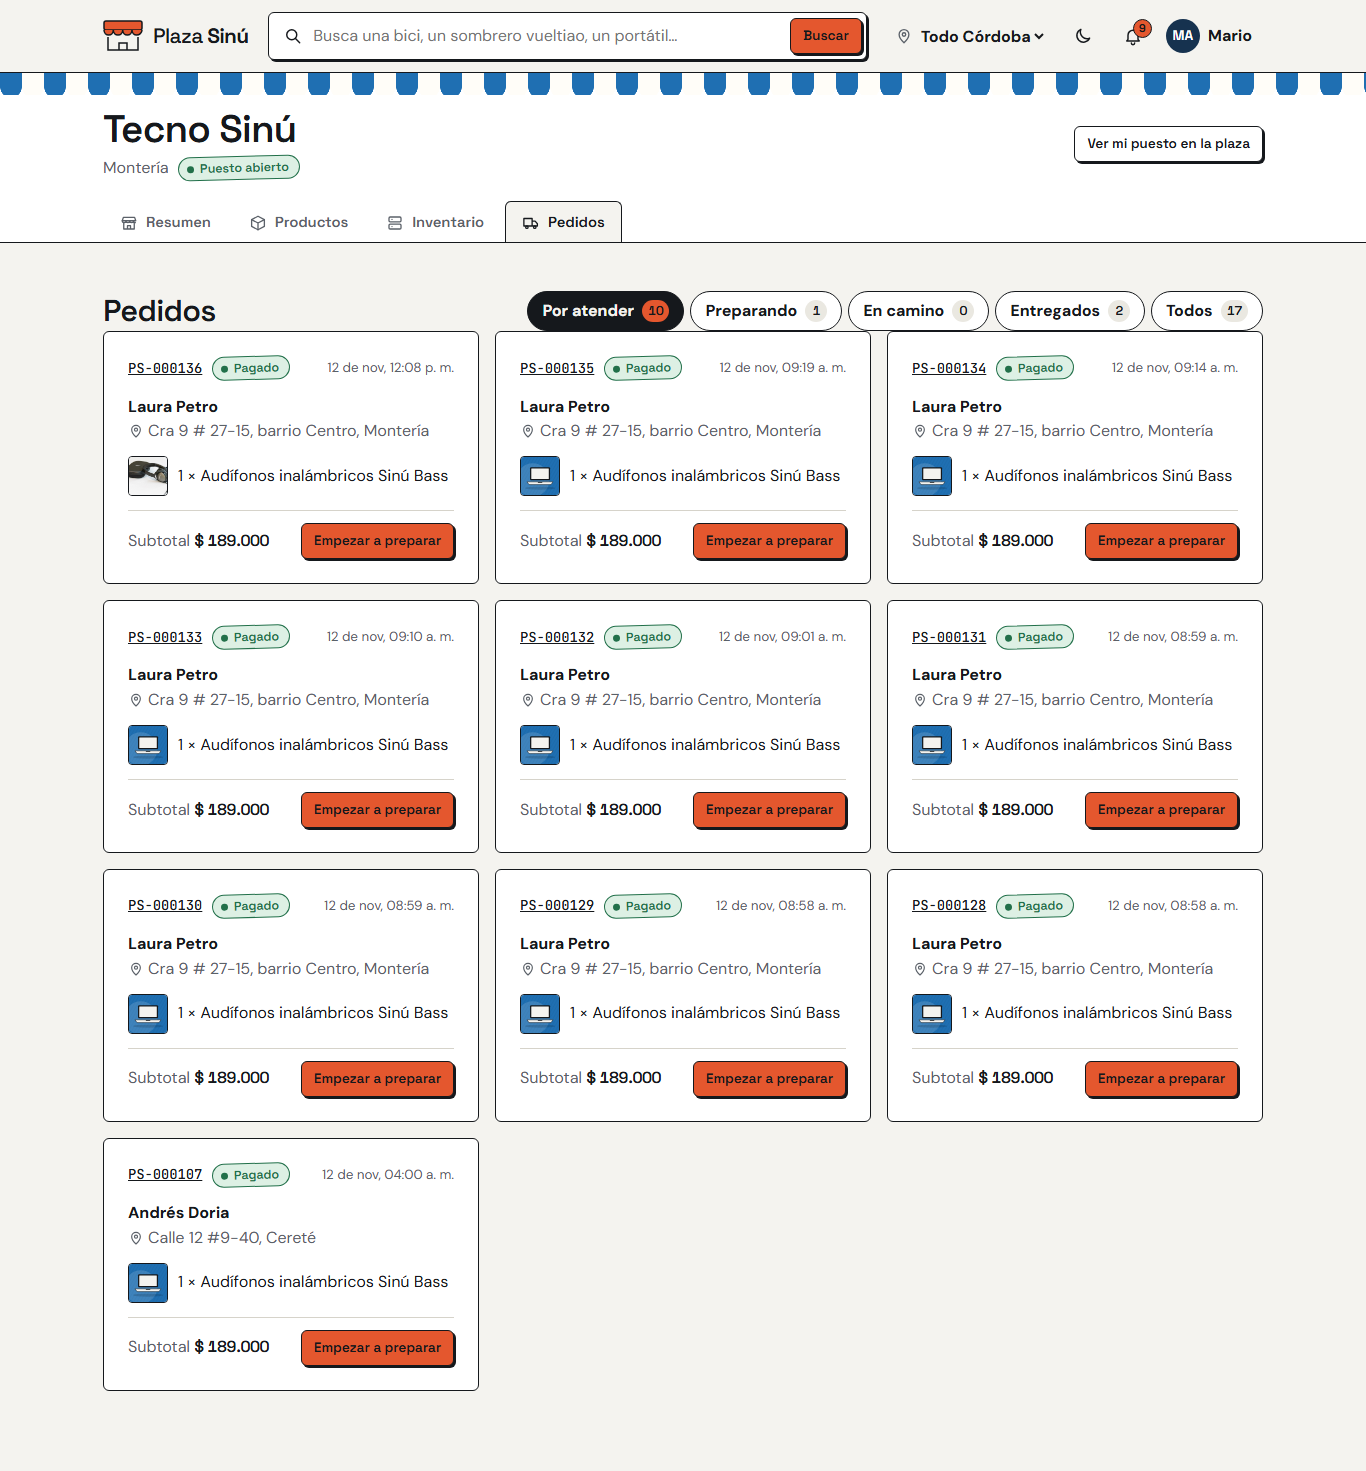 Plaza Sinú
Busca una bici, un sombrero vueltiao, un portátil...
Buscar
Todo Córdoba
9
MA
Mario
Tecno Sinú
Montería
Puesto abierto
Ver mi puesto en la plaza
Resumen
Productos
Inventario
Pedidos
Pedidos
Por atender 10
Preparando 1
En camino 0
Entregados 2
Todos 17
PS-000136 Pagado 12 de nov, 12:08 p. m.
Laura Petro
Cra 9 # 27-15, barrio Centro, Montería
1 × Audífonos inalámbricos Sinú Bass
Subtotal $ 189.000 Empezar a preparar
PS-000135 Pagado 12 de nov, 09:19 a. m.
Laura Petro
Cra 9 # 27-15, barrio Centro, Montería
1 × Audífonos inalámbricos Sinú Bass
Subtotal $ 189.000 Empezar a preparar
PS-000134 Pagado 12 de nov, 09:14 a. m.
Laura Petro
Cra 9 # 27-15, barrio Centro, Montería
1 × Audífonos inalámbricos Sinú Bass
Subtotal $ 189.000 Empezar a preparar
PS-000133 Pagado 12 de nov, 09:10 a. m.
Laura Petro
Cra 9 # 27-15, barrio Centro, Montería
1 × Audífonos inalámbricos Sinú Bass
Subtotal $ 189.000 Empezar a preparar
PS-000132 Pagado 12 de nov, 09:01 a. m.
Laura Petro
Cra 9 # 27-15, barrio Centro, Montería
1 × Audífonos inalámbricos Sinú Bass
Subtotal $ 189.000 Empezar a preparar
PS-000131 Pagado 12 de nov, 08:59 a. m.
Laura Petro
Cra 9 # 27-15, barrio Centro, Montería
1 × Audífonos inalámbricos Sinú Bass
Subtotal $ 189.000 Empezar a preparar
PS-000130 Pagado 12 de nov, 08:59 a. m.
Laura Petro
Cra 9 # 27-15, barrio Centro, Montería
1 × Audífonos inalámbricos Sinú Bass
Subtotal $ 189.000 Empezar a preparar
PS-000129 Pagado 12 de nov, 08:58 a. m.
Laura Petro
Cra 9 # 27-15, barrio Centro, Montería
1 × Audífonos inalámbricos Sinú Bass
Subtotal $ 189.000 Empezar a preparar
PS-000128 Pagado 12 de nov, 08:58 a. m.
Laura Petro
Cra 9 # 27-15, barrio Centro, Montería
1 × Audífonos inalámbricos Sinú Bass
Subtotal $ 189.000 Empezar a preparar
PS-000107 Pagado 12 de nov, 04:00 a. m.
Andrés Doria
Calle 12 #9-40, Cereté
1 × Audífonos inalámbricos Sinú Bass
Subtotal $ 189.000 Empezar a preparar